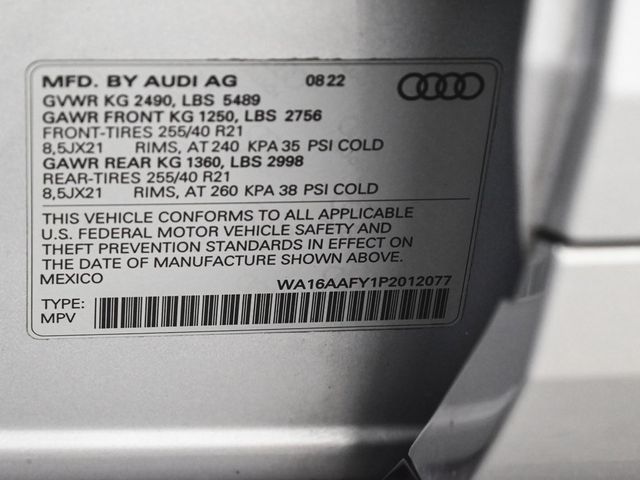 MFD. BY AUDI AG 08 22
GVWR KG 2490, LBS 5489
GAWR FRONT KG 1250, LBS 2756
FRONT-TIRES 255/40 R21
8,5JX21 RIMS, AT 240 KPA 35 PSI COLD
GAWR REAR KG 1360, LBS 2998
REAR-TIRES 255/40 R21
8,5JX21 RIMS, AT 260 KPA 38 PSI COLD
THIS VEHICLE CONFORMS TO ALL APPLICABLE
U.S. FEDERAL MOTOR VEHICLE SAFETY AND
THEFT PREVENTION STANDARDS IN EFFECT ON
THE DATE OF MANUFACTURE SHOWN ABOVE.
MEXICO WA16AAFY1P2012077
TYPE:
MPV